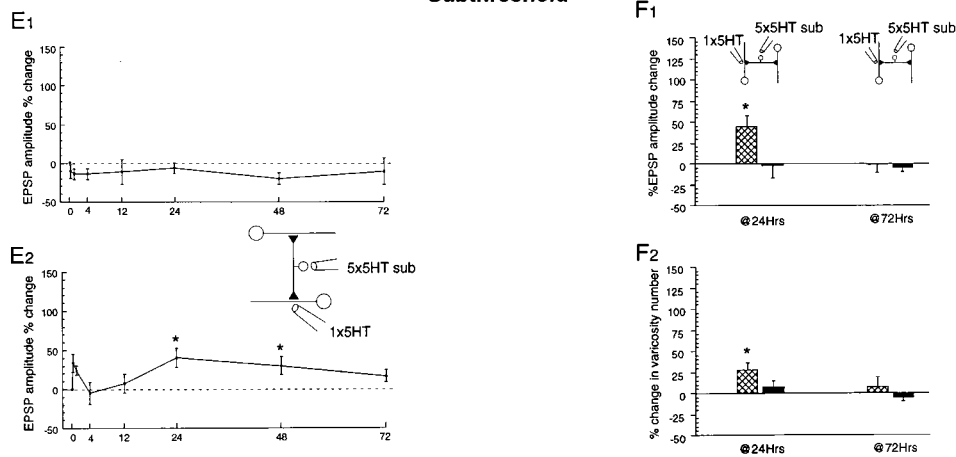 Subthreshold
E1
EPSP amplitude % change
150
100
50
0
-50
0 4 12 24 48 72
E2
EPSP amplitude % change
150
100
50
0
-50
0 4 12 24 48 72
* *
5x5HT sub
1x5HT
F1
%EPSP amplitude change
150
125
100
75
50
25
0
-25
-50
1x5HT 5x5HT sub
1x5HT 5x5HT sub
*
@24Hrs @72Hrs
F2
% change in varicosity number
150
125
100
75
50
25
0
-25
-50
*
@24Hrs @72Hrs